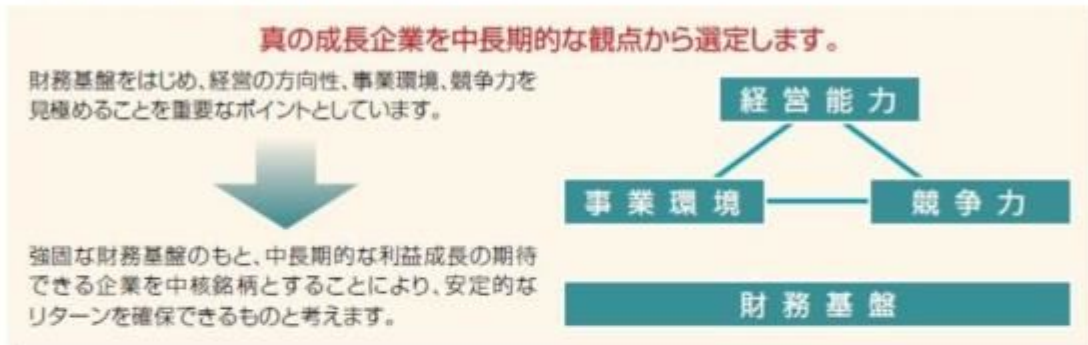 真の成長企業を中長期的な観点から選定します。
財務基盤をはじめ、経営の方向性、事業環境、競争力を
見極めることを重要なポイントとしています。
強固な財務基盤のもと、中長期的な利益成長の期待
できる企業を中核銘柄とすることにより、安定的な
リターンを確保できるものと考えます。
経営能力
事業環境
競争力
財務基盤